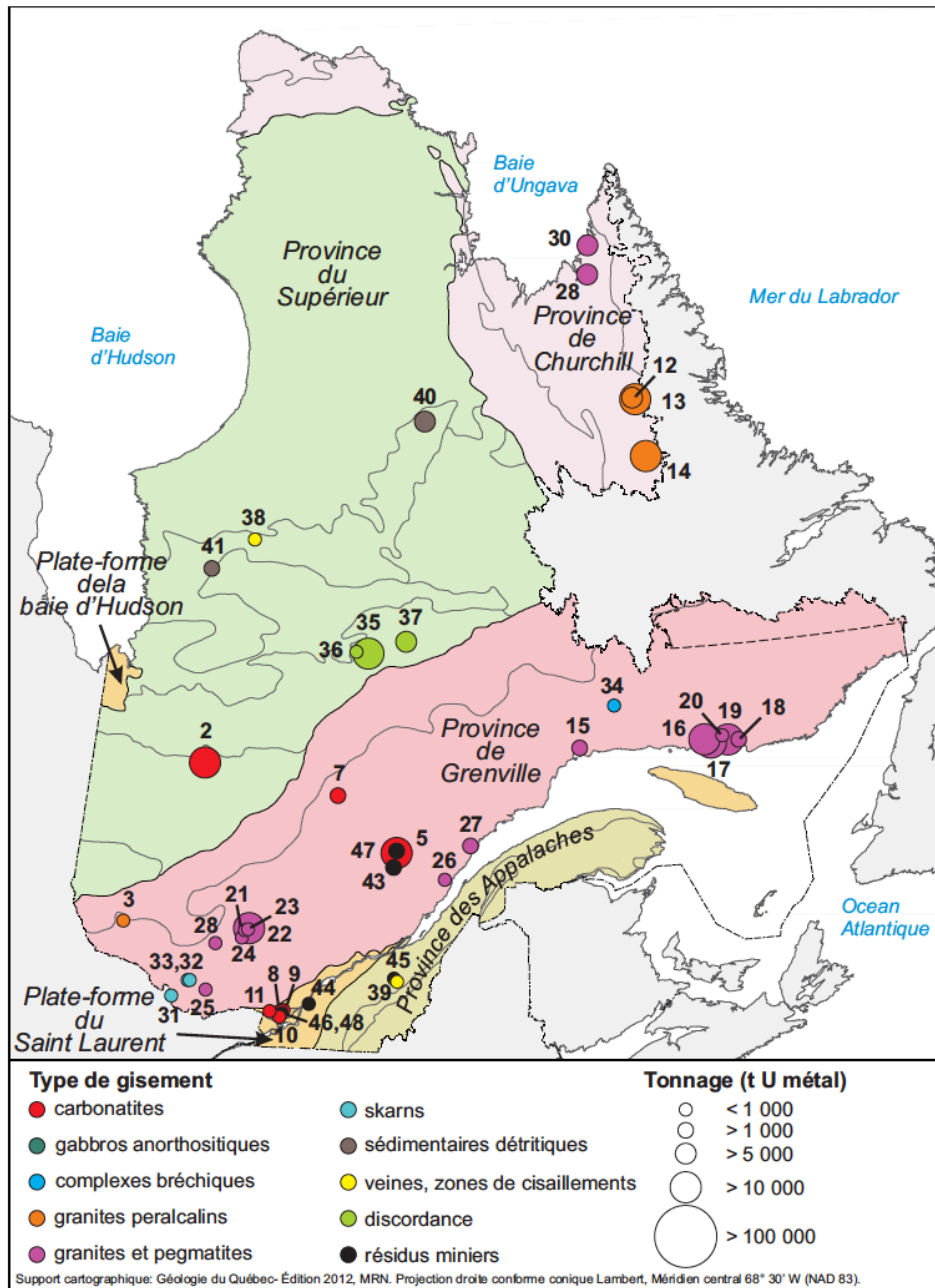 Baie
d'Ungava
30
Province
du
Supérieur
28
Mer du Labrador
Province
de
Churchill
Baie
d'Hudson
12
40
13
14
38
41
Plate-forme
dela
baie d'Hudson
35
37
36
34
20
19
18
2
15
16
Province
de
Grenville
17
7
27
5
47
26
43
Province des Appalaches
3
21
23
Ocean
Atlantique
28
22
24
33,32
45
8
9
44
39
11
25
31
46,48
Plate-forme
du
Saint Laurent
10
Type de gisement
carbonatites
gabbros anorthositiques
complexes bréchiques
granites peralcalins
granites et pegmatites
skarns
sédimentaires détritiques
veines, zones de cisaillements
discordance
résidus miniers
Tonnage (t U métal)
< 1 000
> 1 000
> 5 000
> 10 000
> 100 000
Support cartographique: Géologie du Québec- Édition 2012, MRN. Projection droite conforme conique Lambert, Méridien central 68° 30' W (NAD 83).